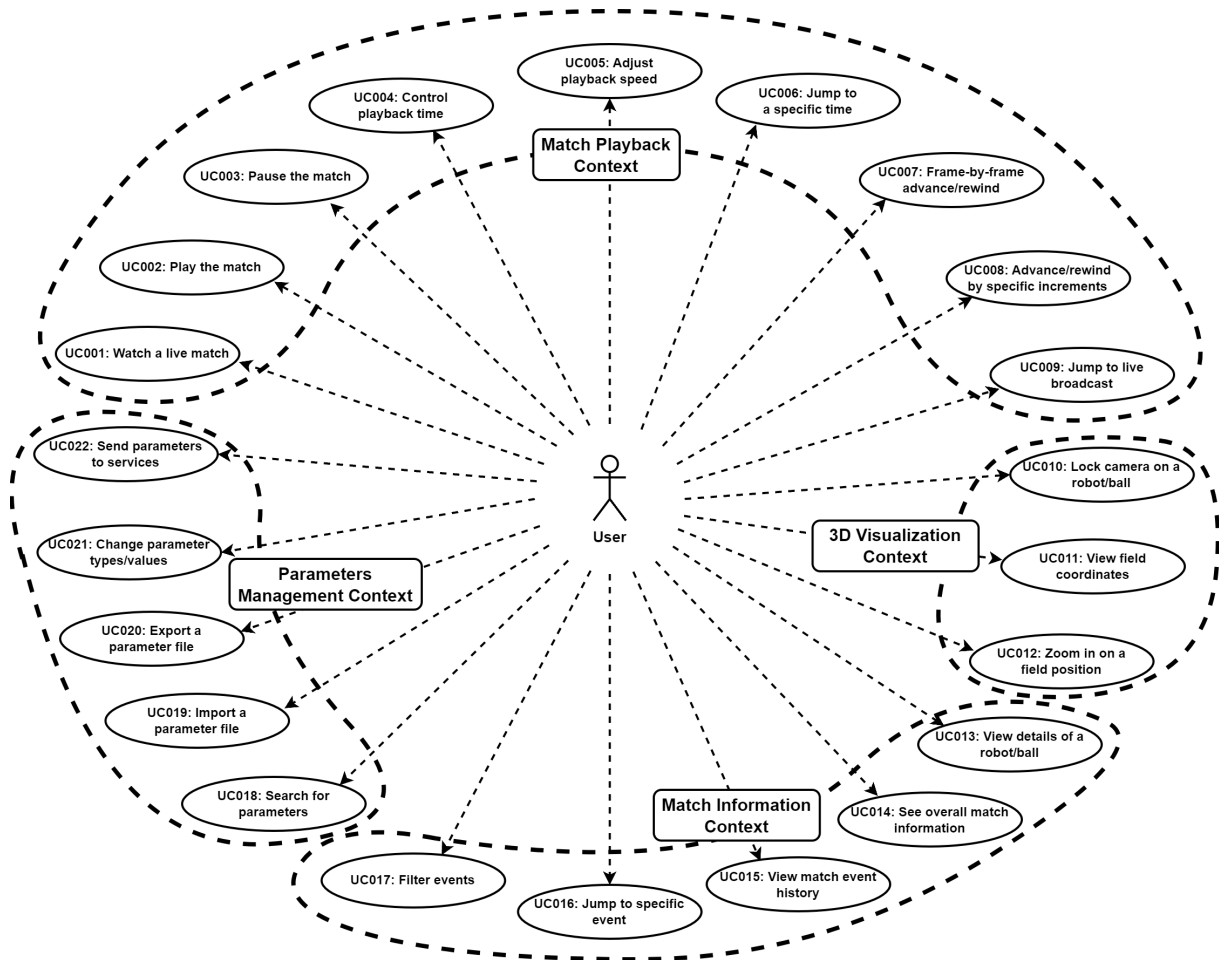 UC005: Adjust
playback speed
UC004: Control
playback time
UC006: Jump to
a specific time
Match Playback
Context
UC003: Pause the match
UC007: Frame-by-frame
advance/rewind
UC002: Play the match
UC008: Advance/rewind
by specific increments
UC001: Watch a live match
UC009: Jump to live
broadcast
UC022: Send parameters
to services
UC010: Lock camera on a
robot/ball
User
3D Visualization
Context
UC021: Change parameter
types/values
UC011: View field
coordinates
Parameters
Management Context
UC020: Export a
parameter file
UC012: Zoom in on a
field position
UC019: Import a
parameter file
UC013: View details of a
robot/ball
UC018: Search for
parameters
Match Information
Context
UC014: See overall match
information
UC017: Filter events
UC015: View match event
history
UC016: Jump to specific
event